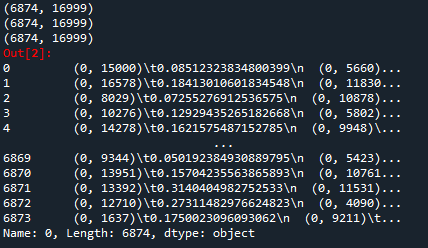 (6874, 16999)
(6874, 16999)
(6874, 16999)
Out[2]:
0 (0, 15000)\t0.08512323834800399\n (0, 5660)...
1 (0, 16578)\t0.18413010601834548\n (0, 11830...
2 (0, 8029)\t0.07255276912536575\n (0, 10878)...
3 (0, 10276)\t0.12929435265182668\n (0, 5802)...
4 (0, 14278)\t0.1621575487152785\n (0, 9948)...
...
6869 (0, 9344)\t0.050192384930889795\n (0, 5423)...
6870 (0, 13951)\t0.15704235563865893\n (0, 10761...
6871 (0, 13392)\t0.3140404982752533\n (0, 11531)...
6872 (0, 12710)\t0.27311482976624823\n (0, 4090)...
6873 (0, 1637)\t0.1750023096093062\n (0, 9211)\t...
Name: 0, Length: 6874, dtype: object